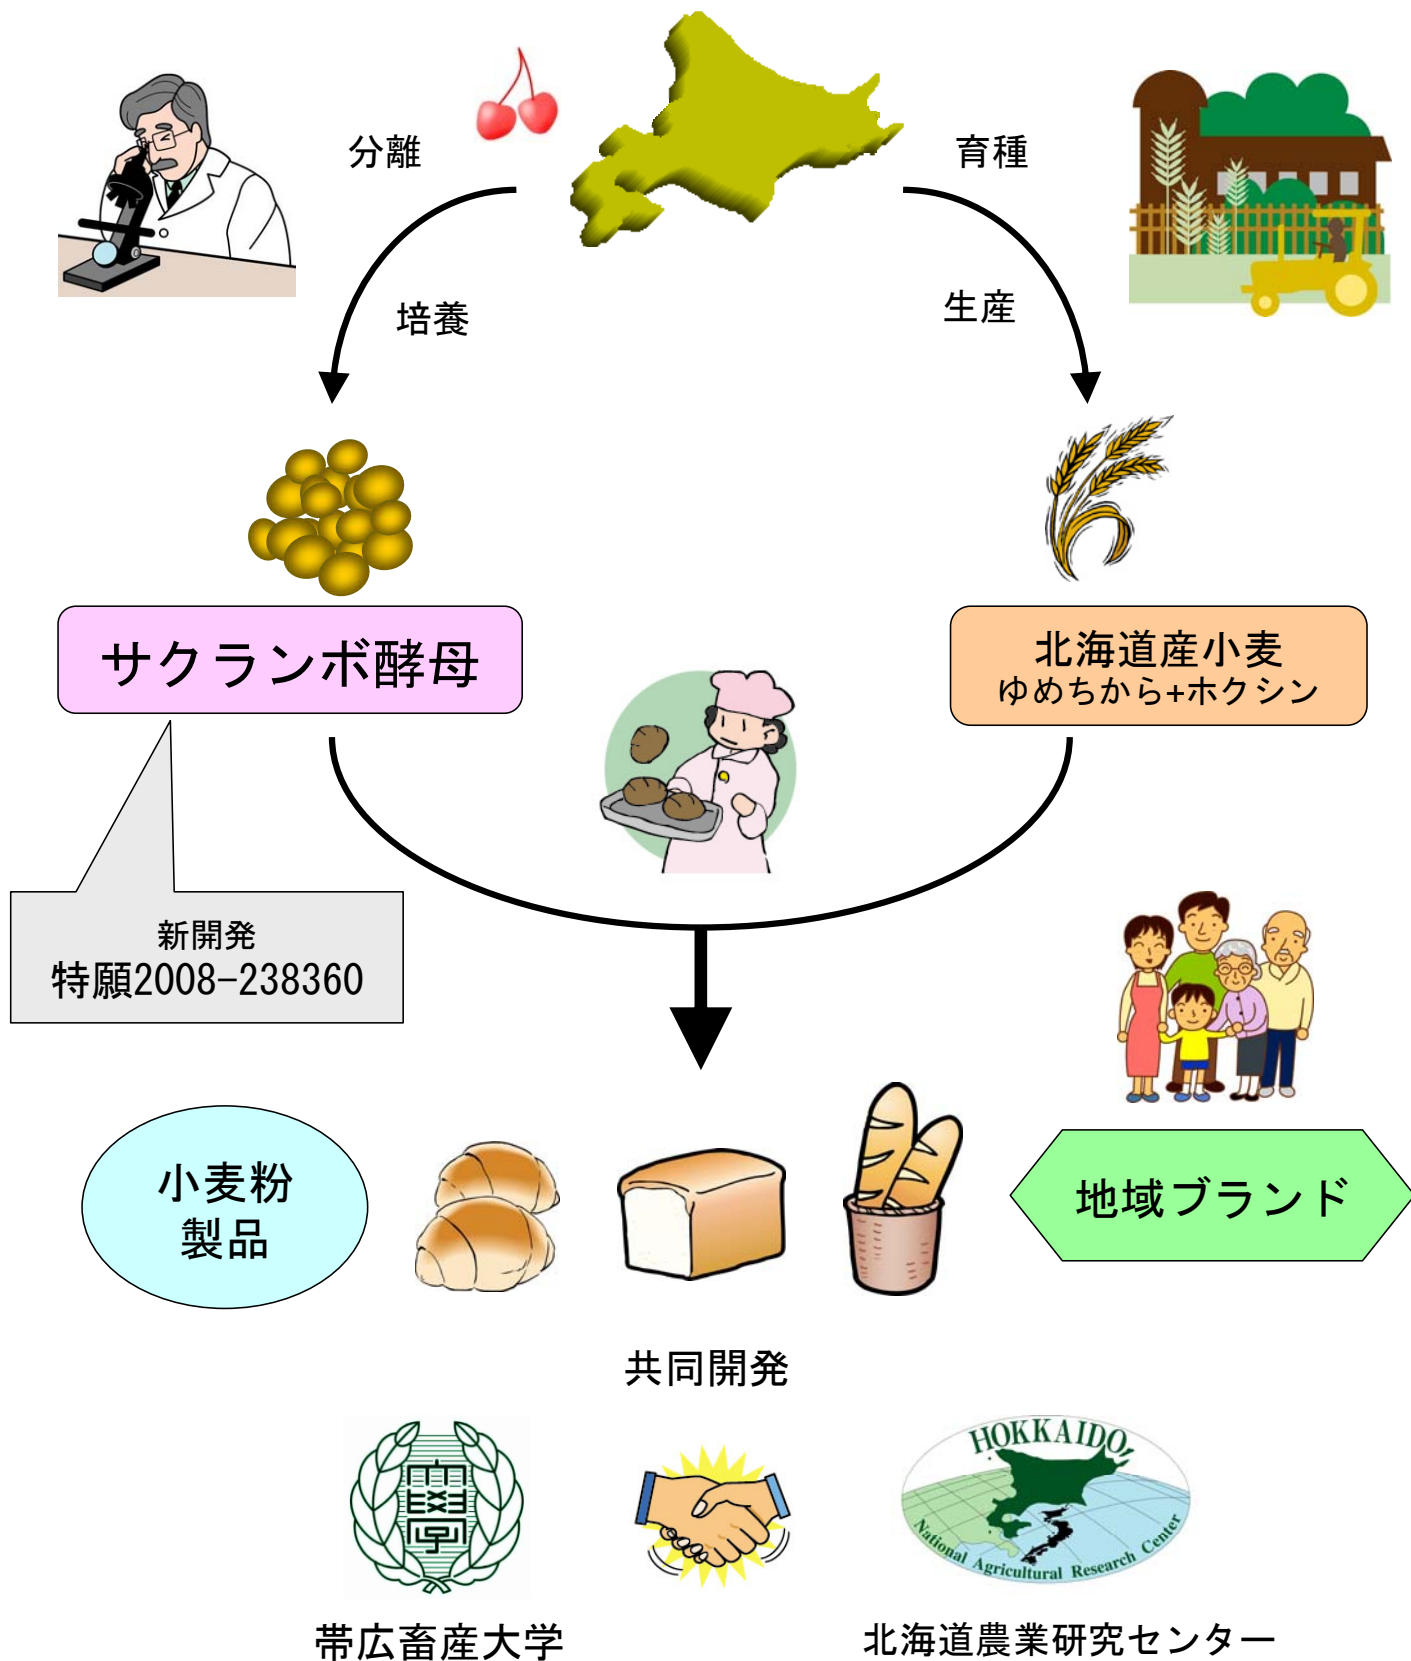 分離
育種
培養
生産
サクランボ酵母
北海道産小麦
ゆめちから+ホクシン
新開発
特願2008-238360
小麦粉
製品
地域ブランド
共同開発
大學
HOKKAIDO
National Agricultural Research Center
帯広畜産大学
北海道農業研究センター